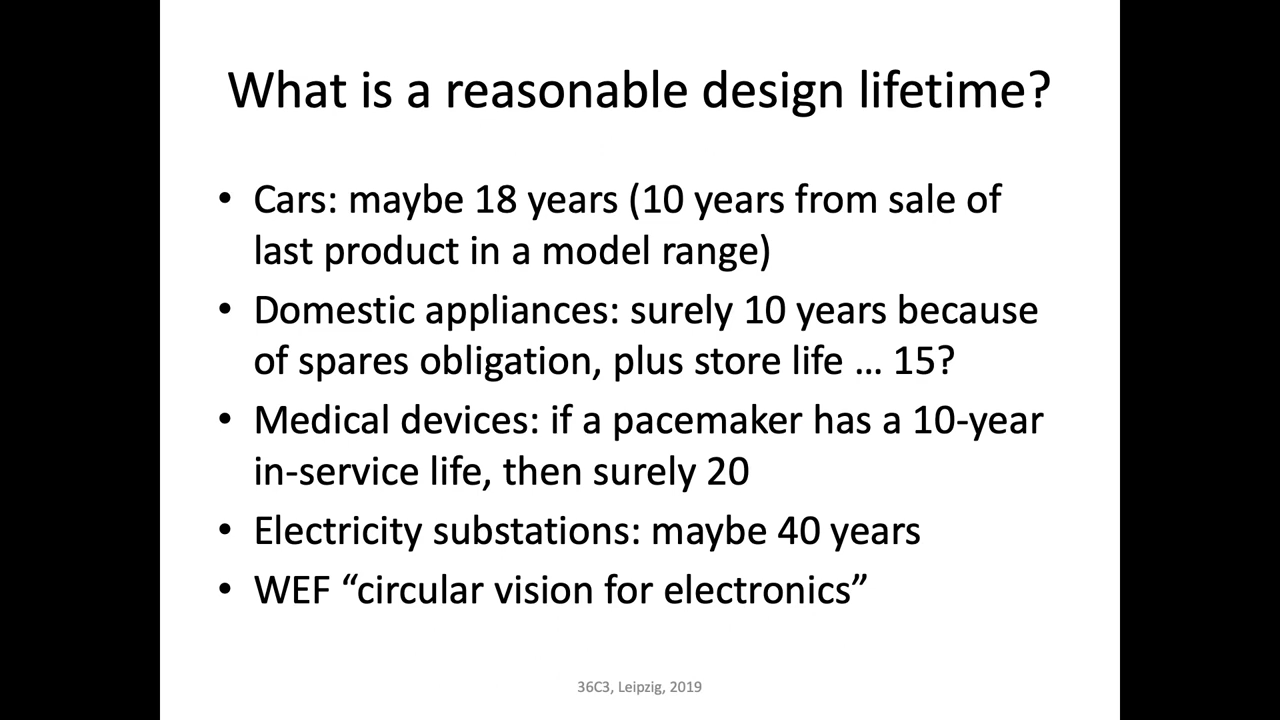 What is a reasonable design lifetime?
• Cars: maybe 18 years (10 years from sale of
last product in a model range)
• Domestic appliances: surely 10 years because
of spares obligation, plus store life … 15?
• Medical devices: if a pacemaker has a 10-year
in-service life, then surely 20
• Electricity substations: maybe 40 years
• WEF “circular vision for electronics”
36C3, Leipzig, 2019